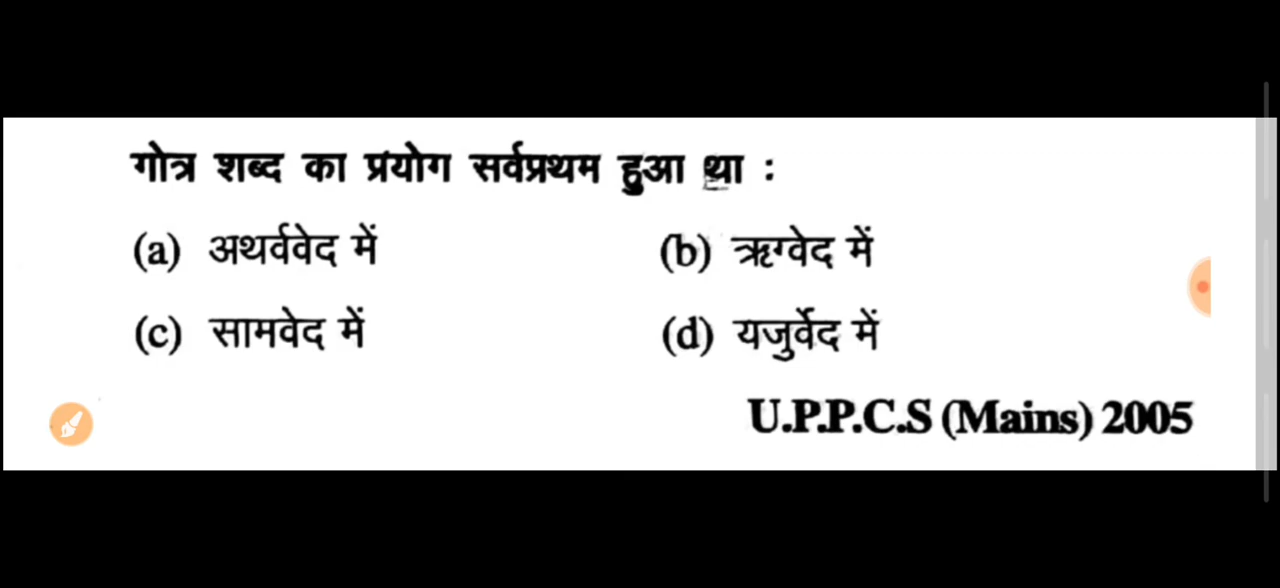 गोत्र शब्द का प्रयोग सर्वप्रथम हुआ था :
(a) अथर्ववेद में (b) ऋग्वेद में
(c) सामवेद में (d) यजुर्वेद में
U.P.P.C.S (Mains) 2005